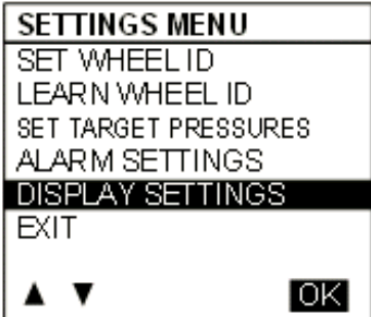 SETTINGS MENU
SET WHEEL ID
LEARN WHEEL ID
SET TARGET PRESSURES
ALARM SETTINGS
DISPLAY SETTINGS
EXIT
▲ ▼ OK